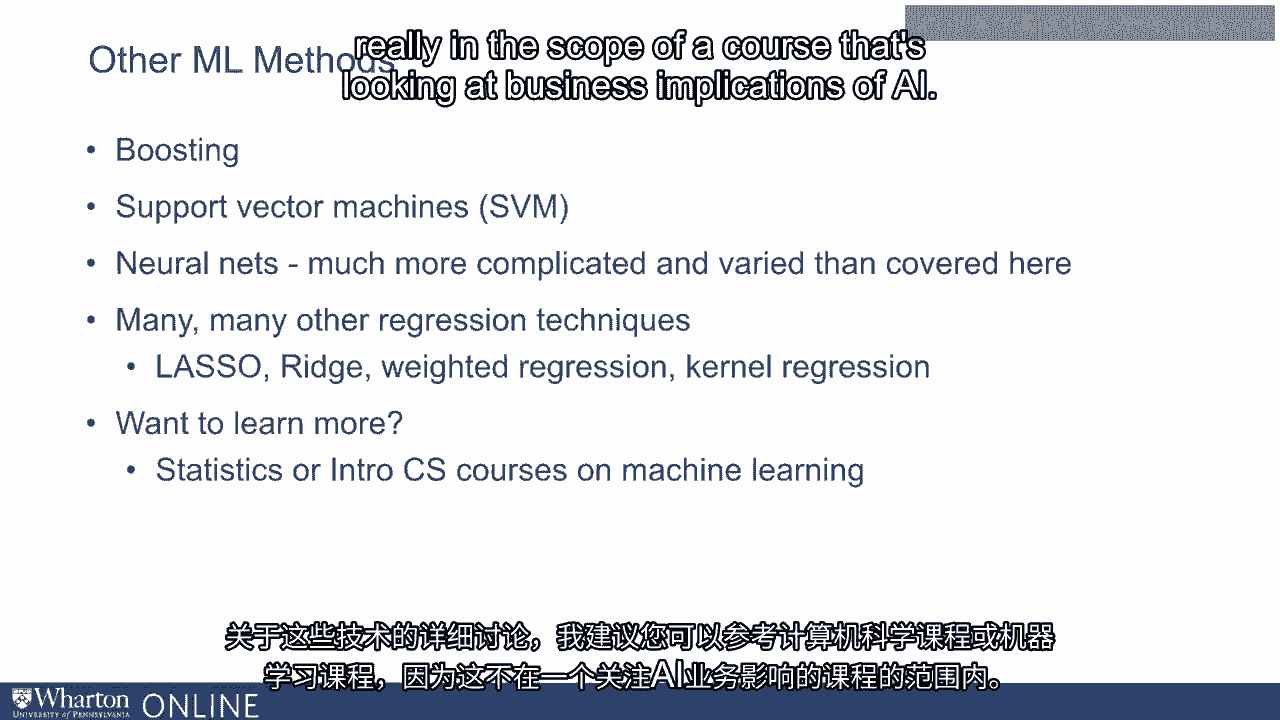 really in the scope of a course that's
looking at business implications of AI.
Other ML Methods
• Boosting
• Support vector machines (SVM)
• Neural nets - much more complicated and varied than covered here
• Many, many other regression techniques
• LASSO, Ridge, weighted regression, kernel regression
• Want to learn more?
• Statistics or Intro CS courses on machine learning
关于这些技术的详细讨论，我建议您可以参考计算机科学课程或机器
学习课程，因为这不在一个关注AI业务影响的课程的范围内。
Wharton
UNIVERSITY of PENNSYLVANIA
ONLINE